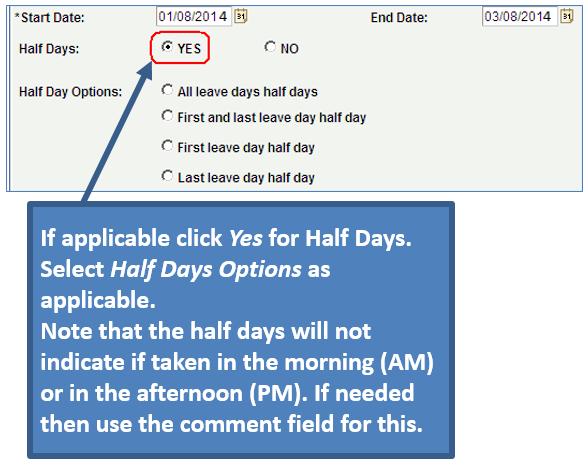 *Start Date: 01/08/2014 31 End Date: 03/08/2014 31
Half Days: YES NO
Half Day Options: All leave days half days
First and last leave day half day
First leave day half day
Last leave day half day
If applicable click Yes for Half Days.
Select Half Days Options as
applicable.
Note that the half days will not
indicate if taken in the morning (AM)
or in the afternoon (PM). If needed
then use the comment field for this.